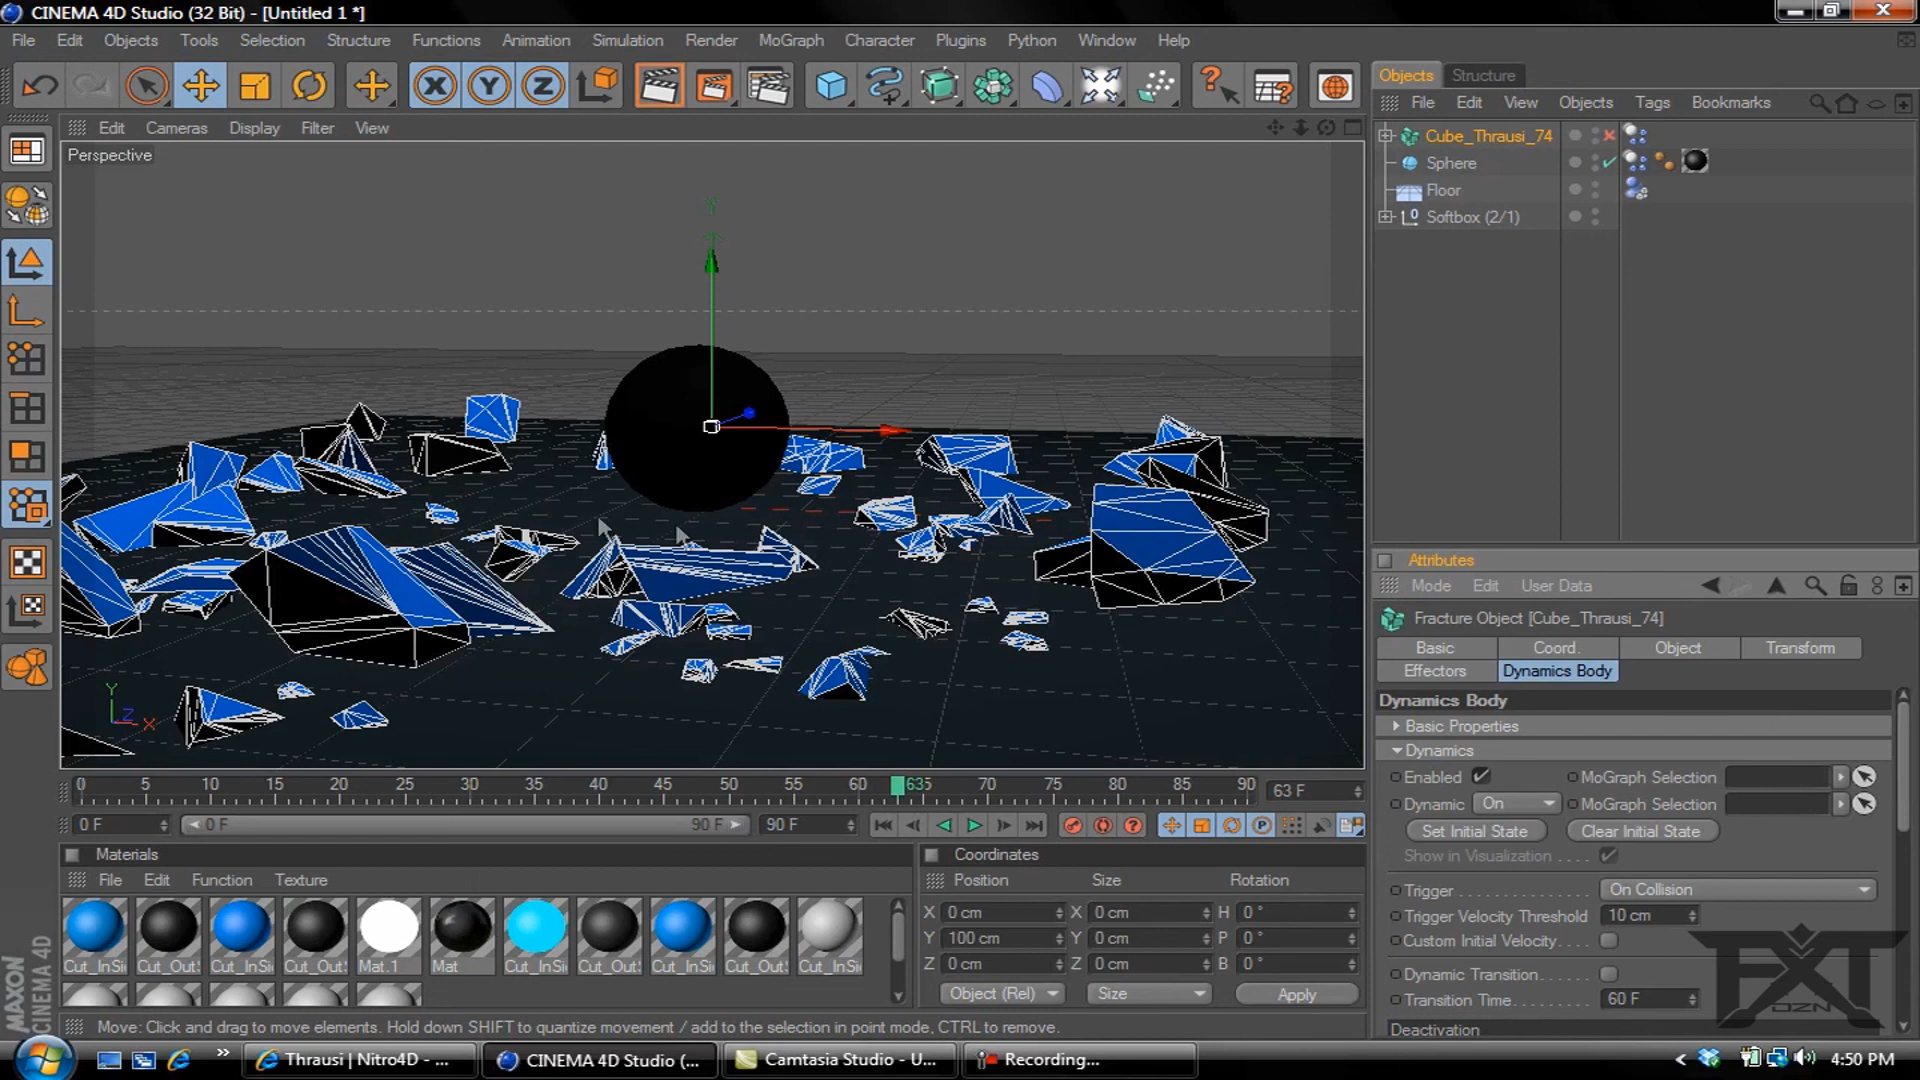 CINEMA 4D Studio (32 Bit) - [Untitled 1 *]
File Edit Objects Tools Selection Structure Functions Animation Simulation Render MoGraph Character Plugins Python Window Help
Objects Structure
File Edit View Objects Tags Bookmarks
Edit Cameras Display Filter View
Perspective
Cube_Thrausi_74
Sphere
Floor
Softbox (2/1)
Attributes
Mode Edit User Data
Fracture Object [Cube_Thrausi_74]
Basic Coord. Object Transform
Effectors Dynamics Body
Dynamics Body
Basic Properties
Dynamics
Enabled MoGraph Selection
Dynamic On MoGraph Selection
Set Initial State Clear Initial State
Show in Visualization . . . .
Trigger On Collision
Trigger Velocity Threshold 10 cm
Custom Initial Velocity
Dynamic Transition
Transition Time 60 F
Deactivation
Y
Y Z X
0 5 10 15 20 25 30 35 40 45 50 55 60 635 70 75 80 85 90 63 F
0 F 0 F 90 F 90 F
Materials
File Edit Function Texture
Cut_InSi Cut_OutS Cut_InSi Cut_OutS Mat.1 Mat Cut_InSi Cut_OutS Cut_InSi Cut_OutS Cut_InSi
Coordinates
Position Size Rotation
X 0 cm X 0 cm H 0 °
Y 100 cm Y 0 cm P 0 °
Z 0 cm Z 0 cm B 0 °
Object (Rel) Size Apply
MAXON
CINEMA 4D
FXT
DZN
Move: Click and drag to move elements. Hold down SHIFT to quantize movement / add to the selection in point mode, CTRL to remove.
Thrausi | Nitro4D - ... CINEMA 4D Studio (... Camtasia Studio - U... Recording... 4:50 PM